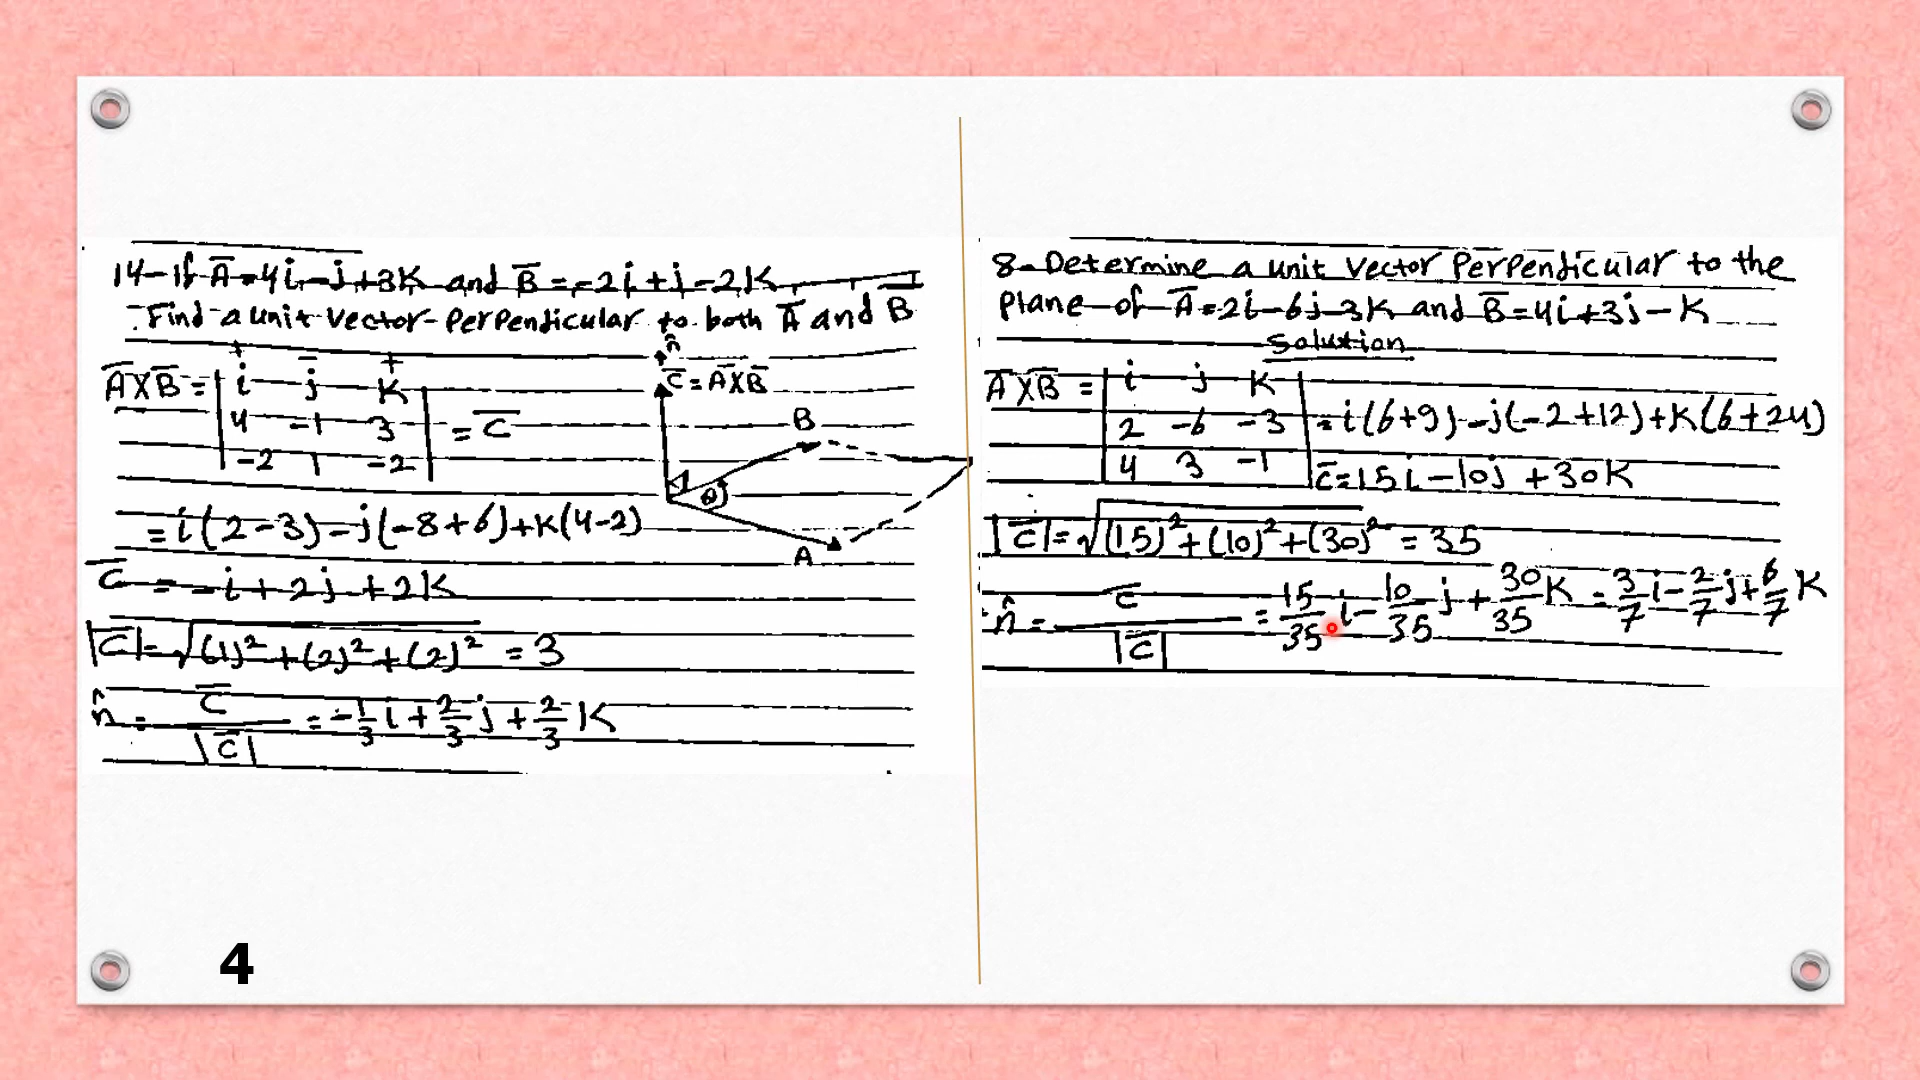 14-If A̅=4i-j+3K and B̅=-2i+j-2K
Find a unit vector perpendicular to both A̅ and B̅
+ - +
n̂
C̅=A̅XB̅
A̅XB̅ = | i j K |
| 4 -1 3 | = C̅
| -2 1 -2 |
B
θ
A
= i(2-3)-j(-8+6)+K(4-2)
C̅ = -i+2j+2K
|C̅|=√(1)²+(2)²+(2)² = 3
n̂ = C̅/|C̅| = -1/3 i+2/3 j+2/3 K
8-Determine a unit vector perpendicular to the
plane of A̅=2i-6j-3K and B̅=4i+3j-K
Solution
A̅XB̅ = | i j K |
| 2 -6 -3 | = i(6+9)-j(-2+12)+K(6+24)
| 4 3 -1 | C̅=15i-10j+30K
|C̅|=√(15)²+(10)²+(30)² = 35
n̂ = C̅/|C̅| = 15/35 i-10/35 j+30/35 K = 3/7 i-2/7 j+6/7 K
4